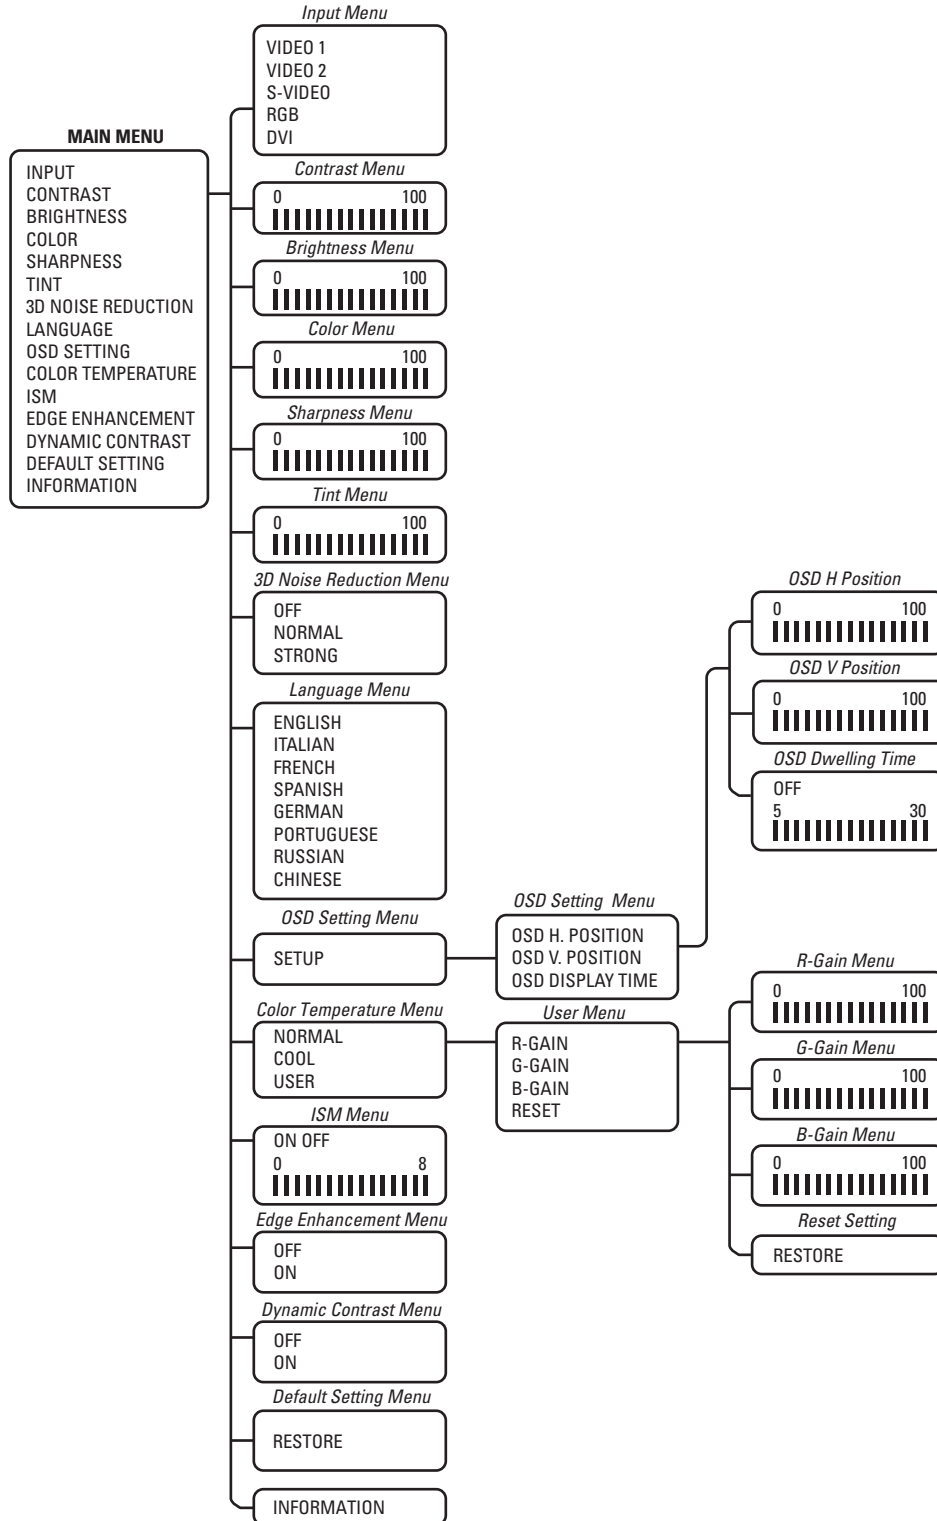 MAIN MENU
INPUT
CONTRAST
BRIGHTNESS
COLOR
SHARPNESS
TINT
3D NOISE REDUCTION
LANGUAGE
OSD SETTING
COLOR TEMPERATURE
ISM
EDGE ENHANCEMENT
DYNAMIC CONTRAST
DEFAULT SETTING
INFORMATION
Input Menu
VIDEO 1
VIDEO 2
S-VIDEO
RGB
DVI
Contrast Menu
0 100
Brightness Menu
0 100
Color Menu
0 100
Sharpness Menu
0 100
Tint Menu
0 100
3D Noise Reduction Menu
OFF
NORMAL
STRONG
Language Menu
ENGLISH
ITALIAN
FRENCH
SPANISH
GERMAN
PORTUGUESE
RUSSIAN
CHINESE
OSD Setting Menu
SETUP
Color Temperature Menu
NORMAL
COOL
USER
ISM Menu
ON OFF
0 8
Edge Enhancement Menu
OFF
ON
Dynamic Contrast Menu
OFF
ON
Default Setting Menu
RESTORE
INFORMATION
OSD Setting Menu
OSD H. POSITION
OSD V. POSITION
OSD DISPLAY TIME
User Menu
R-GAIN
G-GAIN
B-GAIN
RESET
OSD H Position
0 100
OSD V Position
0 100
OSD Dwelling Time
OFF
5 30
R-Gain Menu
0 100
G-Gain Menu
0 100
B-Gain Menu
0 100
Reset Setting
RESTORE